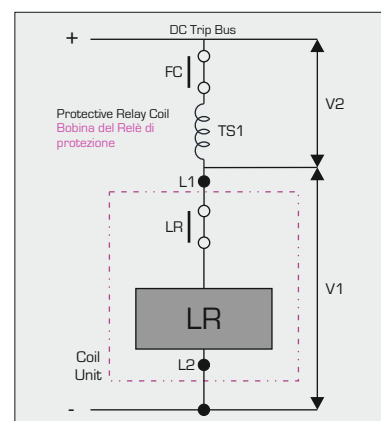 DC Trip Bus
+
FC
V2
Protective Relay Coil
Bobina del Relè di
protezione
TS1
L1
LR
V1
LR
Coil
Unit
L2
-